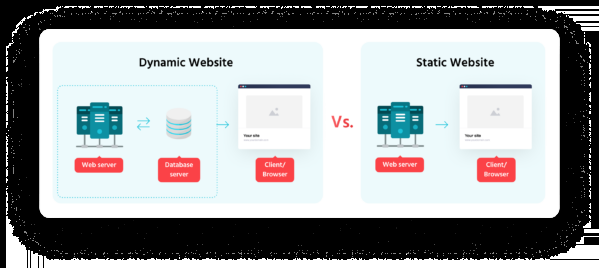 Dynamic Website
Static Website
Vs.
Your site
Your site
Web server
Database
server
Client/
Browser
Web server
Client/
Browser